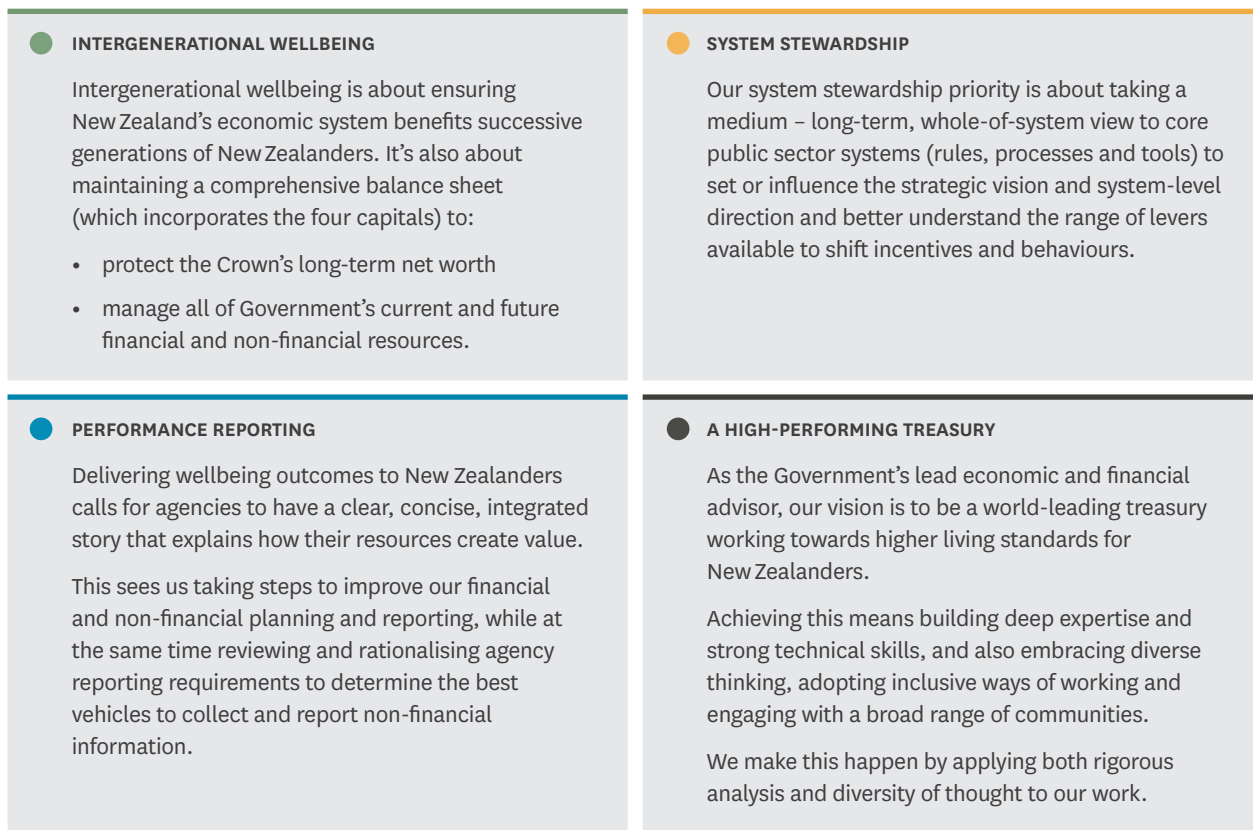 INTERGENERATIONAL WELLBEING
Intergenerational wellbeing is about ensuring
New Zealand's economic system benefits successive
generations of New Zealanders. It's also about
maintaining a comprehensive balance sheet
(which incorporates the four capitals) to:
• protect the Crown's long-term net worth
• manage all of Government's current and future
financial and non-financial resources.
SYSTEM STEWARDSHIP
Our system stewardship priority is about taking a
medium – long-term, whole-of-system view to core
public sector systems (rules, processes and tools) to
set or influence the strategic vision and system-level
direction and better understand the range of levers
available to shift incentives and behaviours.
PERFORMANCE REPORTING
Delivering wellbeing outcomes to New Zealanders
calls for agencies to have a clear, concise, integrated
story that explains how their resources create value.
This sees us taking steps to improve our financial
and non-financial planning and reporting, while at
the same time reviewing and rationalising agency
reporting requirements to determine the best
vehicles to collect and report non-financial
information.
A HIGH-PERFORMING TREASURY
As the Government's lead economic and financial
advisor, our vision is to be a world-leading treasury
working towards higher living standards for
New Zealanders.
Achieving this means building deep expertise and
strong technical skills, and also embracing diverse
thinking, adopting inclusive ways of working and
engaging with a broad range of communities.
We make this happen by applying both rigorous
analysis and diversity of thought to our work.